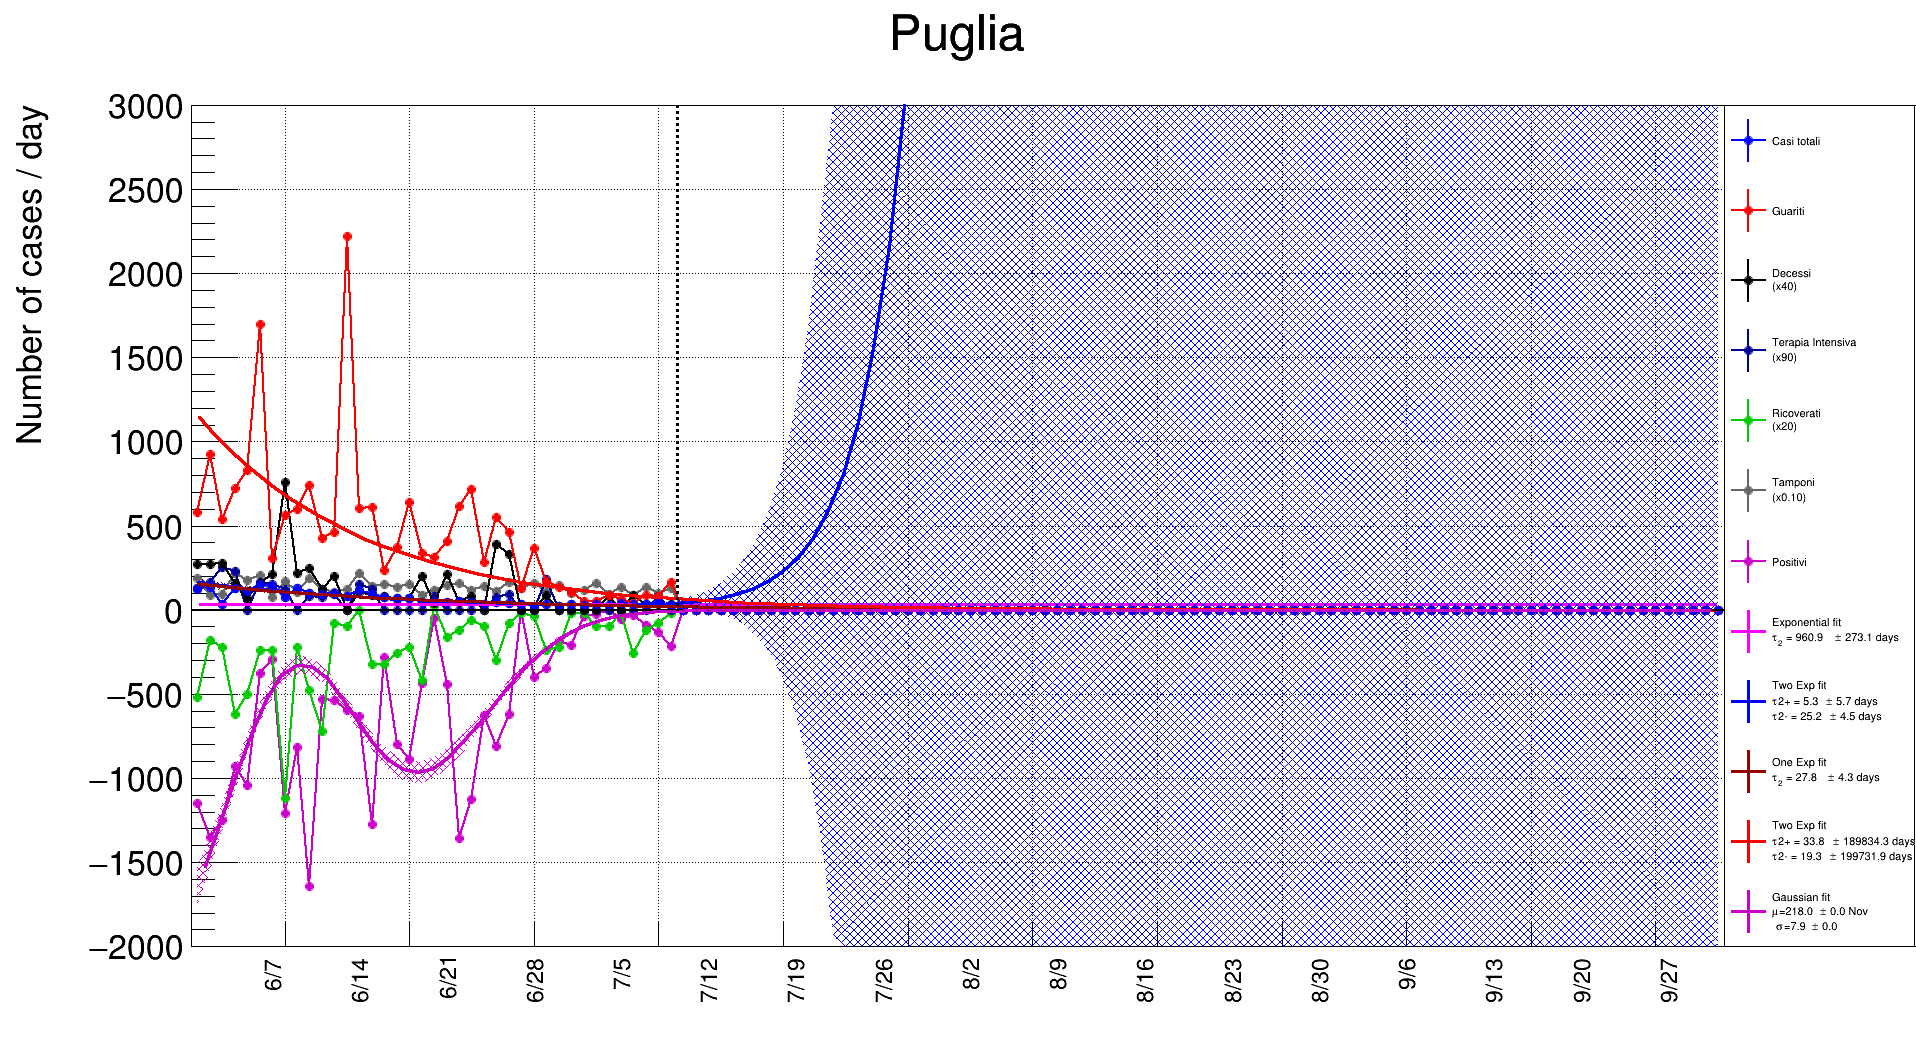 Puglia
Number of cases / day
3000
2500
2000
1500
1000
500
0
−500
−1000
−1500
−2000
6/7
6/14
6/21
6/28
7/5
7/12
7/19
7/26
8/2
8/9
8/16
8/23
8/30
9/6
9/13
9/20
9/27
Casi totali
Guariti
Decessi
(x40)
Terapia Intensiva
(x90)
Ricoverati
(x20)
Tamponi
(x0.10)
Positivi
Exponential fit
τ2 = 960.9 ± 273.1 days
Two Exp fit
τ2+ = 5.3 ± 5.7 days
τ2- = 25.2 ± 4.5 days
One Exp fit
τ2 = 27.8 ± 4.3 days
Two Exp fit
τ2+ = 33.8 ± 189834.3 days
τ2- = 19.3 ± 199731.9 days
Gaussian fit
μ=218.0 ± 0.0 Nov
σ=7.9 ± 0.0